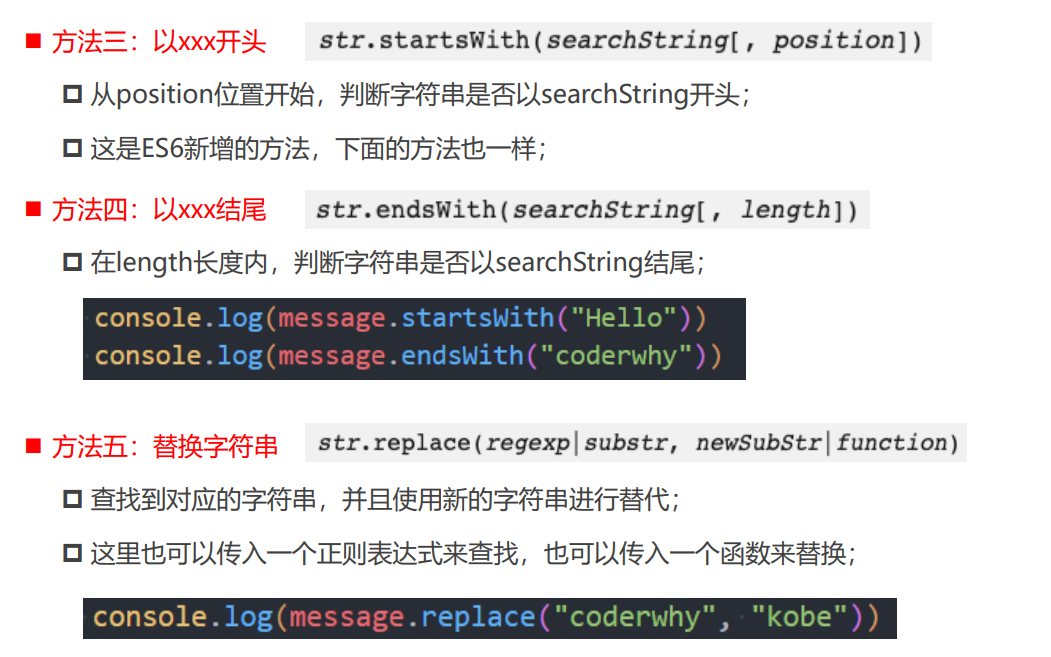 方法三：以xxx开头 str.startsWith(searchString[, position])
从position位置开始，判断字符串是否以searchString开头；
这是ES6新增的方法，下面的方法也一样；
方法四：以xxx结尾 str.endsWith(searchString[, length])
在length长度内，判断字符串是否以searchString结尾；
console.log(message.startsWith("Hello"))
console.log(message.endsWith("coderwhy"))
方法五：替换字符串 str.replace(regexp|substr, newSubStr|function)
查找到对应的字符串，并且使用新的字符串进行替代；
这里也可以传入一个正则表达式来查找，也可以传入一个函数来替换；
console.log(message.replace("coderwhy", "kobe"))